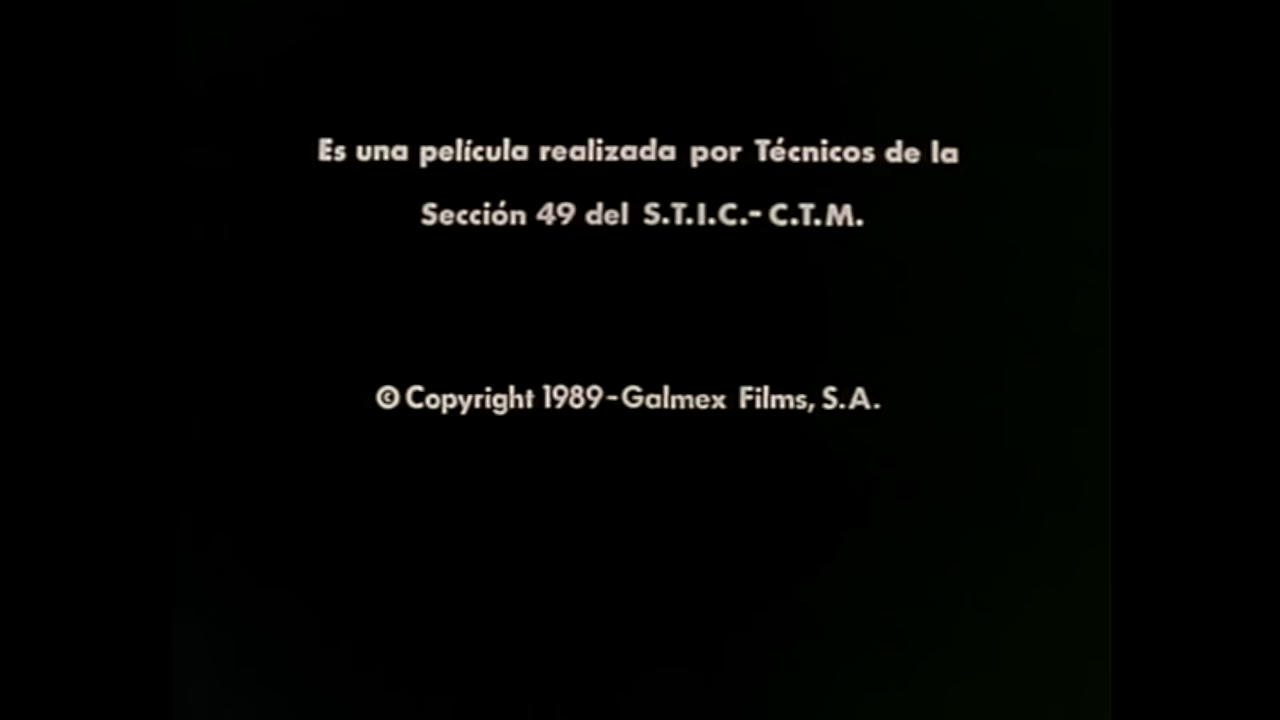 Es una película realizada por Técnicos de la
Sección 49 del S.T.I.C.- C.T.M.
© Copyright 1989-Galmex Films, S.A.